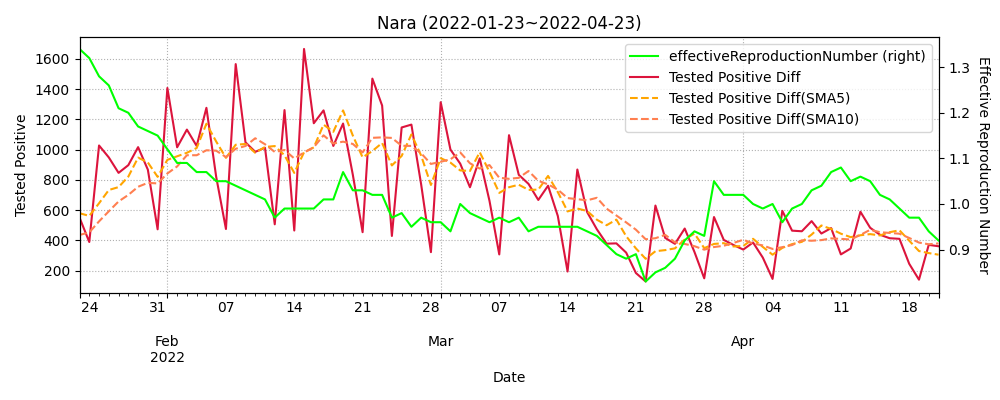 Nara (2022-01-23~2022-04-23)
effectiveReproductionNumber (right)
Tested Positive Diff
Tested Positive Diff(SMA5)
Tested Positive Diff(SMA10)
Tested Positive
1600
1400
1200
1000
800
600
400
200
1.3
1.2
1.1
1.0
0.9
Effective Reproduction Number
24 31 07 14 21 28 07 14 21 28 04 11 18
Feb Mar Apr
2022
Date